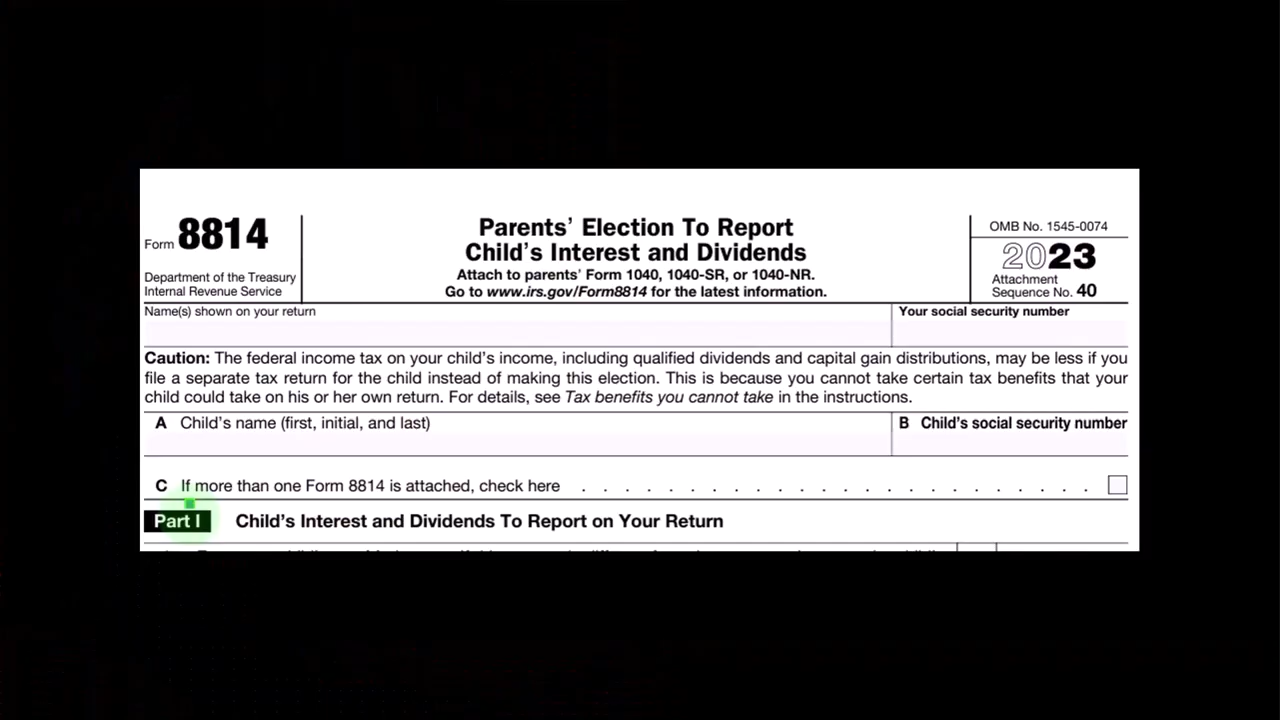 Form 8814
Department of the Treasury
Internal Revenue Service
Parents’ Election To Report
Child’s Interest and Dividends
Attach to parents’ Form 1040, 1040-SR, or 1040-NR.
Go to www.irs.gov/Form8814 for the latest information.
OMB No. 1545-0074
2023
Attachment
Sequence No. 40
Name(s) shown on your return
Your social security number
Caution: The federal income tax on your child’s income, including qualified dividends and capital gain distributions, may be less if you
file a separate tax return for the child instead of making this election. This is because you cannot take certain tax benefits that your
child could take on his or her own return. For details, see Tax benefits you cannot take in the instructions.
A Child’s name (first, initial, and last)
B Child’s social security number
C If more than one Form 8814 is attached, check here . . . . . . . . . . . . . . . . . . . . .
Part I Child’s Interest and Dividends To Report on Your Return